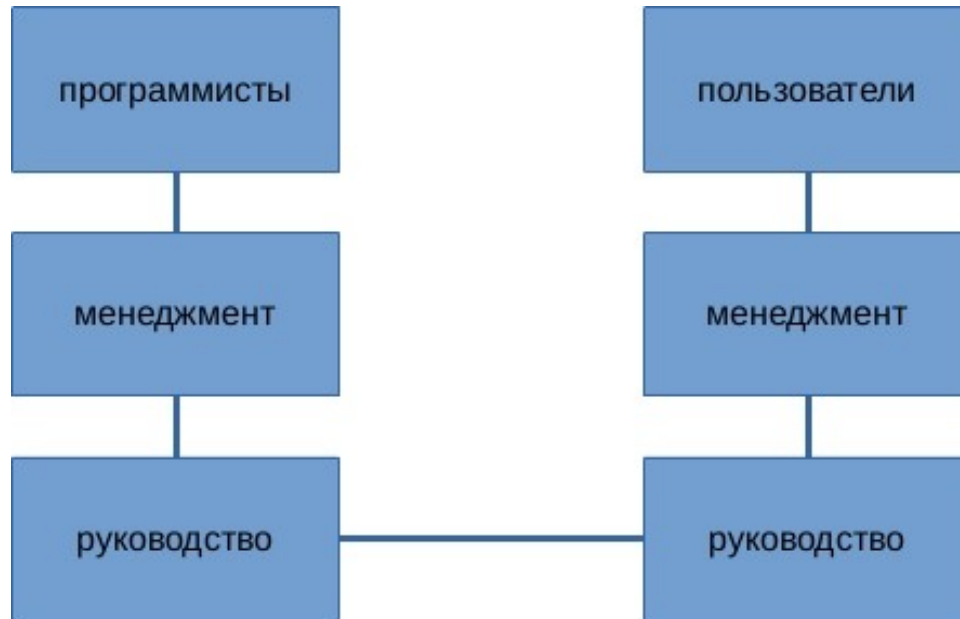 программисты
пользователи
менеджмент
менеджмент
руководство
руководство